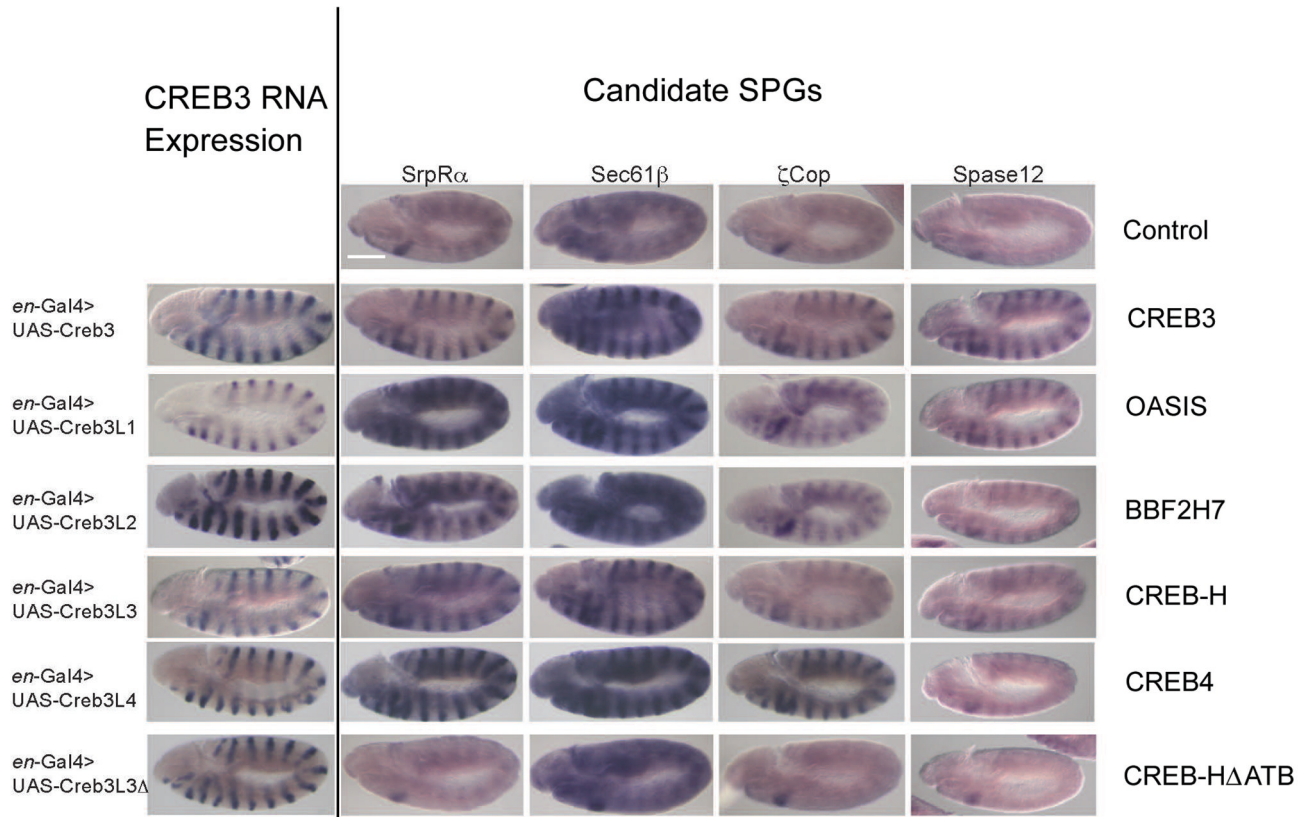 CREB3 RNA
Expression
Candidate SPGs
SrpRα
Sec61β
ζCop
Spase12
Control
en-Gal4>
UAS-Creb3
CREB3
en-Gal4>
UAS-Creb3L1
OASIS
en-Gal4>
UAS-Creb3L2
BBF2H7
en-Gal4>
UAS-Creb3L3
CREB-H
en-Gal4>
UAS-Creb3L4
CREB4
en-Gal4>
UAS-Creb3L3Δ
CREB-HΔATB